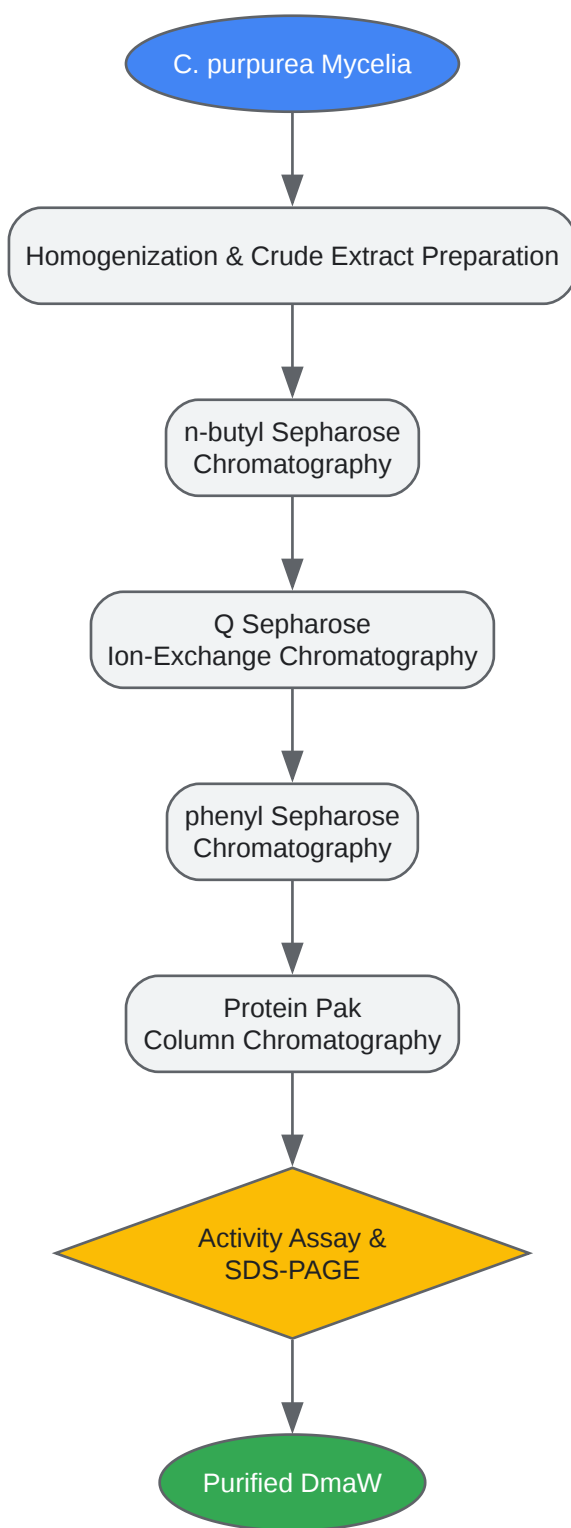 C. purpurea Mycelia
Homogenization & Crude Extract Preparation
n-butyl Sepharose
Chromatography
Q Sepharose
Ion-Exchange Chromatography
phenyl Sepharose
Chromatography
Protein Pak
Column Chromatography
Activity Assay &
SDS-PAGE
Purified DmaW